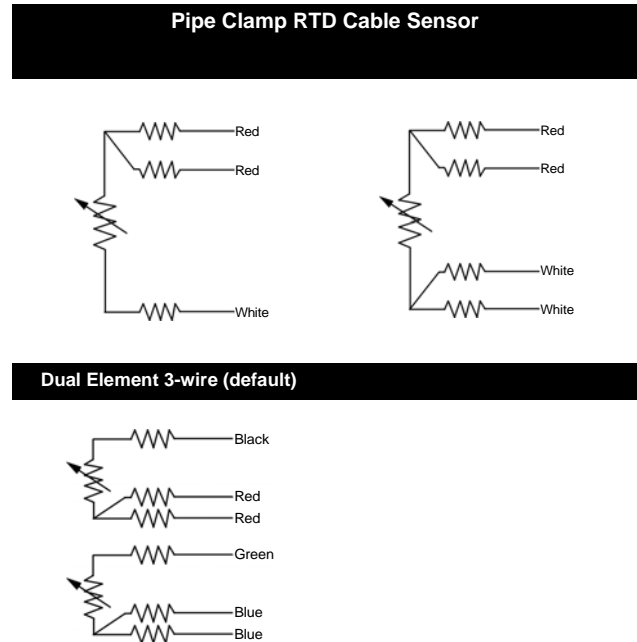 Pipe Clamp RTD Cable Sensor
Red
Red
White
Red
Red
White
White
Dual Element 3-wire (default)
Black
Red
Red
Green
Blue
Blue